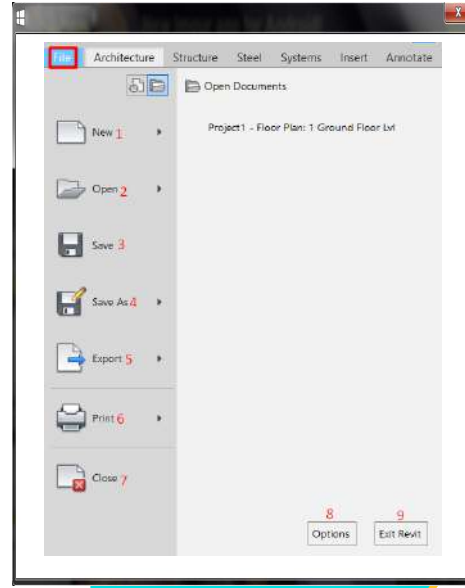 File Architecture Structure Steel Systems Insert Annotate
Open Documents
New 1
Project1 - Floor Plan: 1 Ground Floor Lvl
Open 2
Save 3
Save As 4
Export 5
Print 6
Close 7
8 9
Options Exit Revit